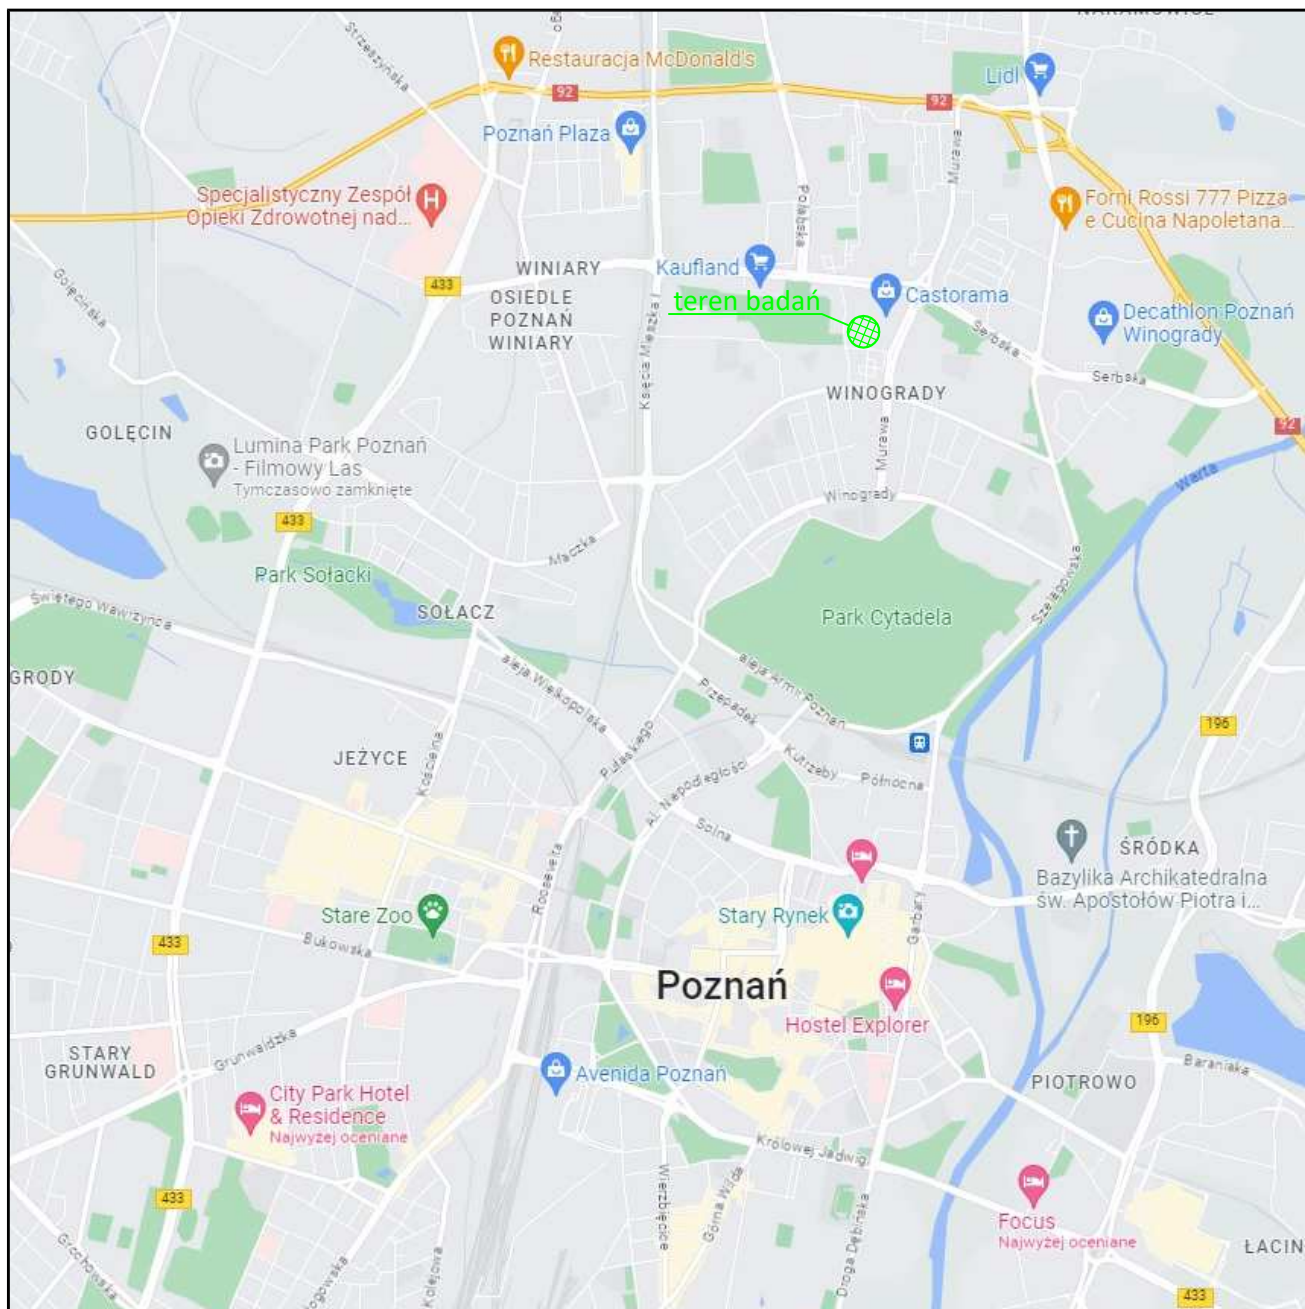 NARAMOWICE
Strzeszyńska
Restauracja McDonald's
92
92
Lidl
Poznań Plaza
Murawa
Specjalistyczny Zespół
Opieki Zdrowotnej nad...
Połabska
Forni Rossi 777 Pizza
e Cucina Napoletana...
433
WINIARY
Kaufland
Castorama
OSIEDLE
POZNAŃ
WINIARY
teren badań
Decathlon Poznań
Winogrady
Golęcińska
Księcia Mieszka I
Serbska
Serbska
WINOGRADY
92
GOLĘCIN
Lumina Park Poznań
- Filmowy Las
Tymczasowo zamknięte
Murawa
Warta
Winogrady
433
Maczka
Park Sołacki
Szelągowska
Świętego Wawrzyńca
SOŁACZ
Park Cytadela
GRODY
aleja Wielkopolska
aleja Armii Poznań
Przepadek
196
JEŻYCE
Kościelna
Pułaskiego
Al. Niepodległości
Kutrzeby
Północna
Solna
ŚRÓDKA
Bazylika Archikatedralna
św. Apostołów Piotra i...
Roosevelta
Stare Zoo
Stary Rynek
Garbary
433
Bukowska
Poznań
Hostel Explorer
196
STARY
GRUNWALD
Grunwaldzka
Avenida Poznań
PIOTROWO
Baraniaka
City Park Hotel
& Residence
Najwyżej oceniane
Królowej Jadwigi
433
Wierzbięcice
Górna Wilda
Droga Dębińska
Focus
Najwyżej oceniane
ŁACIN
Grochowska
Kolejowa
433